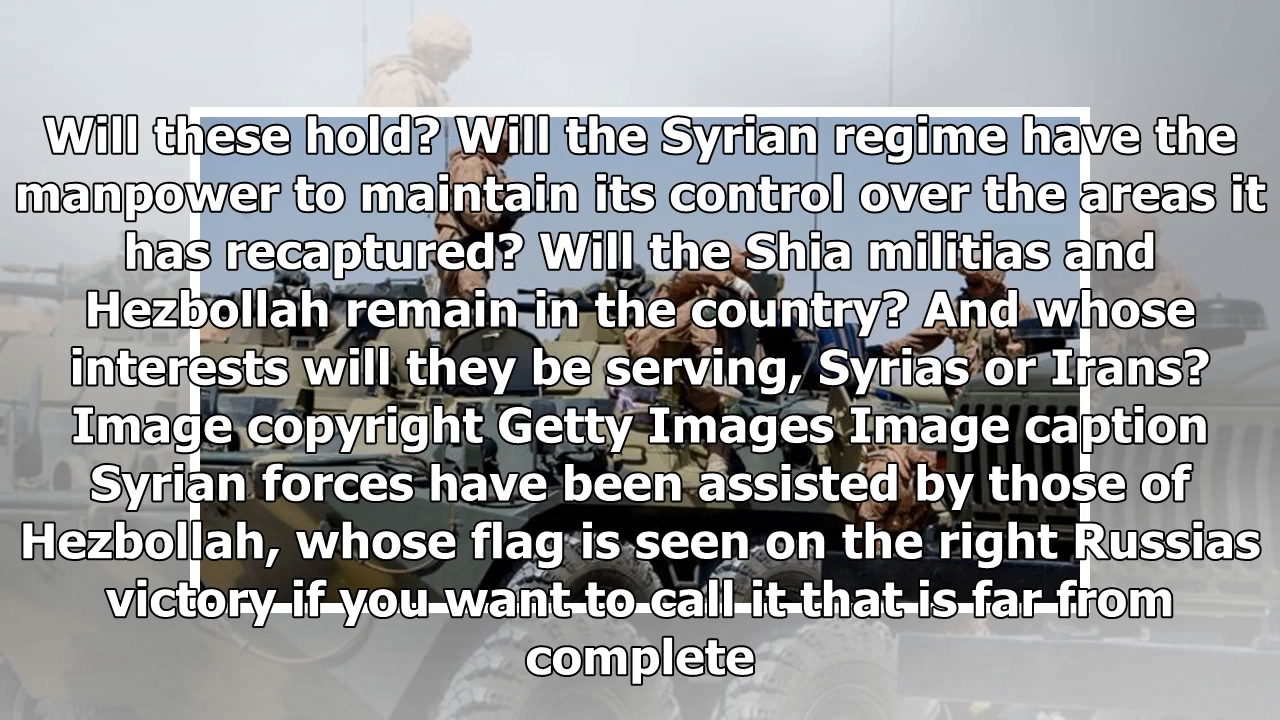 Will these hold? Will the Syrian regime have the
manpower to maintain its control over the areas it
has recaptured? Will the Shia militias and
Hezbollah remain in the country? And whose
interests will they be serving, Syrias or Irans?
Image copyright Getty Images Image caption
Syrian forces have been assisted by those of
Hezbollah, whose flag is seen on the right Russias
victory if you want to call it that is far from
complete